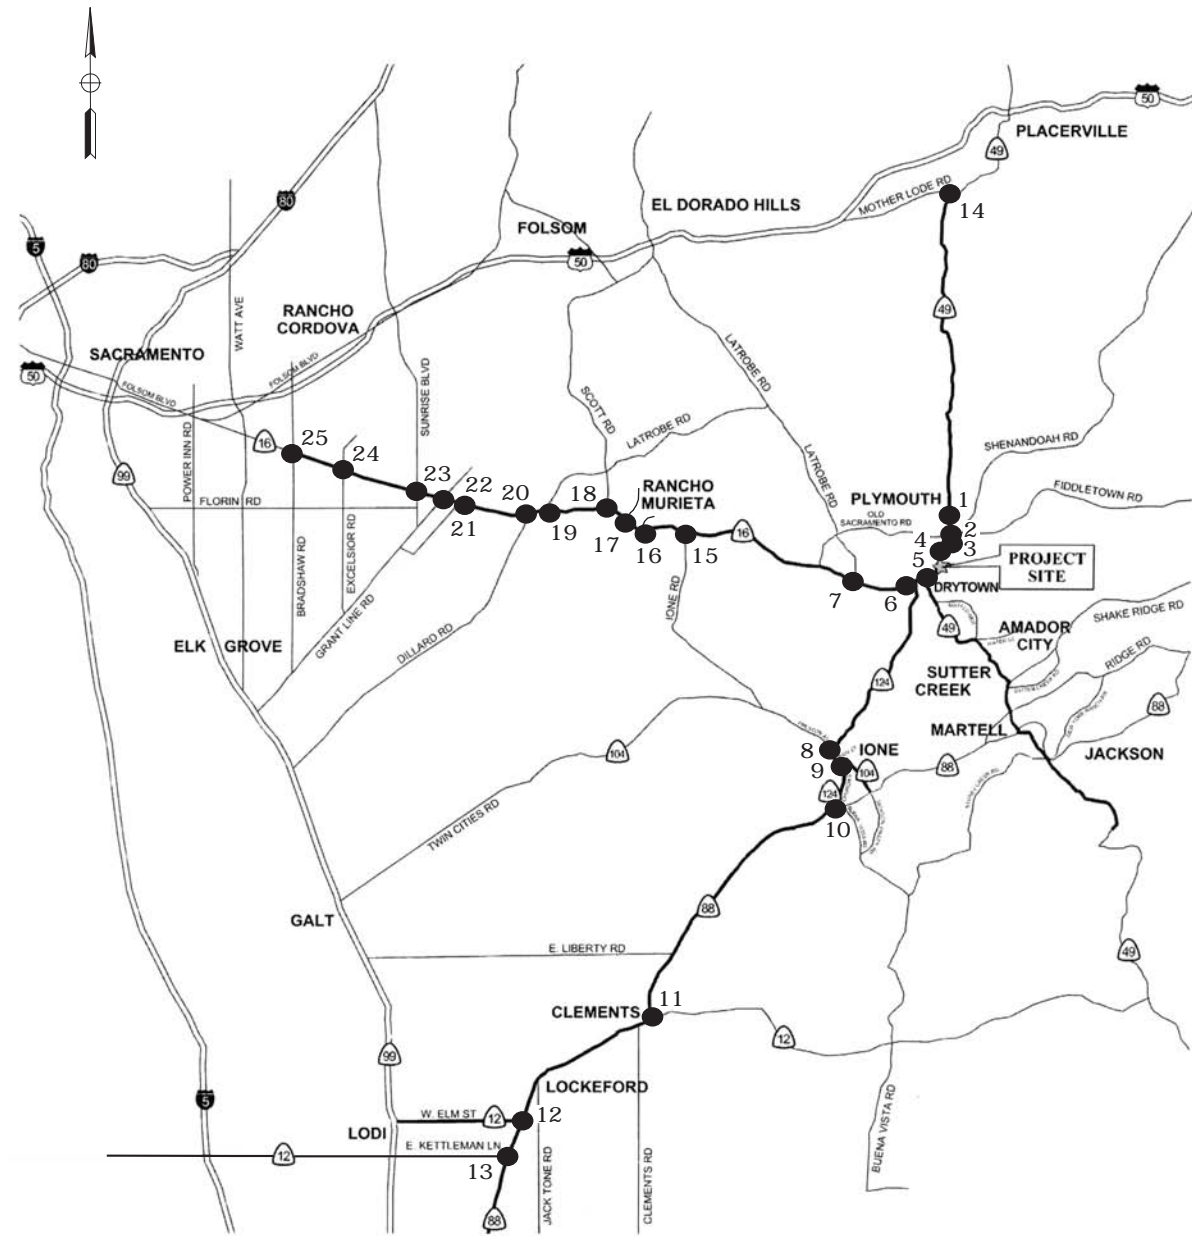 50
PLACERVILLE
49
MOTHER LODE RD
14
80
EL DORADO HILLS
5
FOLSOM
80
50
WATT AVE
RANCHO
CORDOVA
49
SACRAMENTO
50
FOLSOM BLVD
FOLSOM BLVD
SUNRISE BLVD
LATROBE RD
SCOTT RD
LATROBE RD
POWER INN RD
16
25
24
SHENANDOAH RD
LATROBE RD
99
23
22
20
18
RANCHO
MURIETA
PLYMOUTH
1
FIDDLETOWN RD
FLORIN RD
21
19
17
16
15
16
OLD
SACRAMENTO RD
2
4
3
EXCELSIOR RD
BRADSHAW RD
5
PROJECT
SITE
7
6
DRYTOWN
IONE RD
GRANT LINE RD
DILLARD RD
49
AMADOR
CITY
SHAKE RIDGE RD
ELK GROVE
RIDGE RD
124
SUTTER
CREEK
88
MARTELL
104
8
IONE
JACKSON
9
104
88
124
10
TWIN CITIES RD
88
GALT
E. LIBERTY RD
49
11
CLEMENTS
12
99
LOCKEFORD
5
W. ELM ST
12
12
LODI
E. KETTLEMAN LN
12
13
JACK TONE RD
CLEMENTS RD
BUENA VISTA RD
88